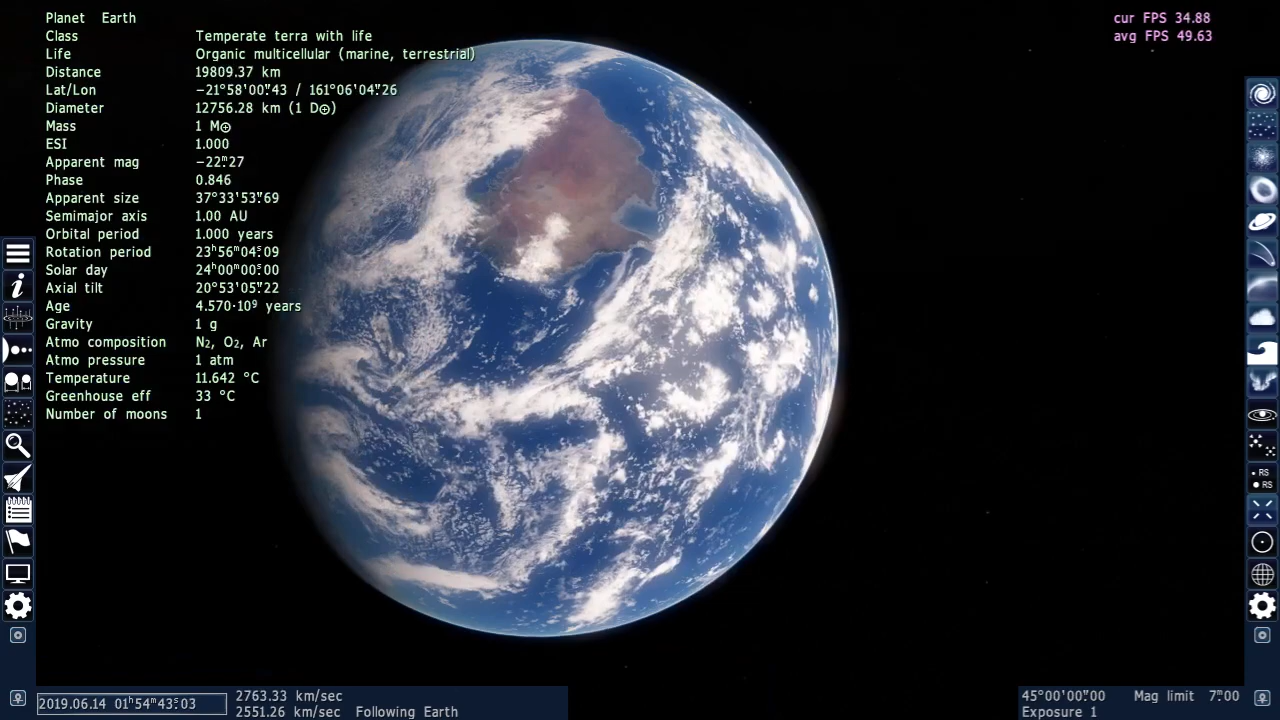 Planet Earth
Class Temperate terra with life
Life Organic multicellular (marine, terrestrial)
Distance 19809.37 km
Lat/Lon −21°58'00"43 / 161°06'04"26
Diameter 12756.28 km (1 D⊕)
Mass 1 M⊕
ESI 1.000
Apparent mag −22ᵐ27
Phase 0.846
Apparent size 37°33'53"69
Semimajor axis 1.00 AU
Orbital period 1.000 years
Rotation period 23ʰ56ᵐ04ˢ09
Solar day 24ʰ00ᵐ00ˢ00
Axial tilt 20°53'05"22
Age 4.570·10⁹ years
Gravity 1 g
Atmo composition N₂, O₂, Ar
Atmo pressure 1 atm
Temperature 11.642 °C
Greenhouse eff 33 °C
Number of moons 1
cur FPS 34.88
avg FPS 49.63
RS
RS
2019.06.14 01ʰ54ᵐ43ˢ03
2763.33 km/sec
2551.26 km/sec Following Earth
45°00'00"00 Mag limit 7ᵐ00
Exposure 1